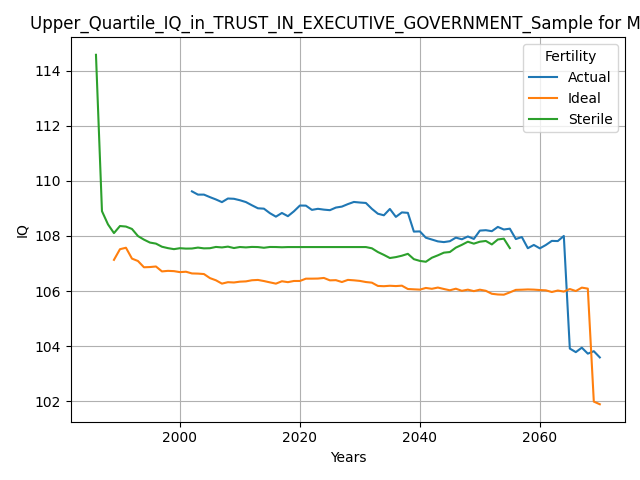 Upper_Quartile_IQ_in_TRUST_IN_EXECUTIVE_GOVERNMENT_Sample for M
Fertility
Actual
Ideal
Sterile
114
112
110
108
106
104
102
IQ
2000
2020
2040
2060
Years